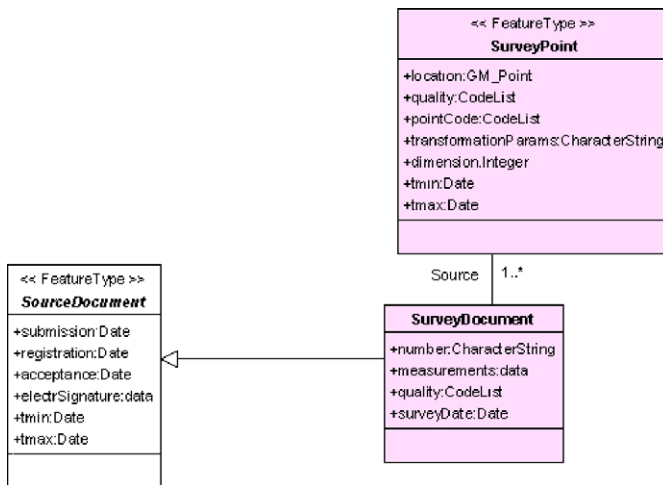 << FeatureType >>
SurveyPoint
+location:GM_Point
+quality:CodeList
+pointCode:CodeList
+transformationParams:CharacterString
+dimension:Integer
+tmin:Date
+tmax:Date
Source 1..*
<< FeatureType >>
SourceDocument
+submission:Date
+registration:Date
+acceptance:Date
+electrSignature:data
+tmin:Date
+tmax:Date
SurveyDocument
+number:CharacterString
+measurements:data
+quality:CodeList
+surveyDate:Date